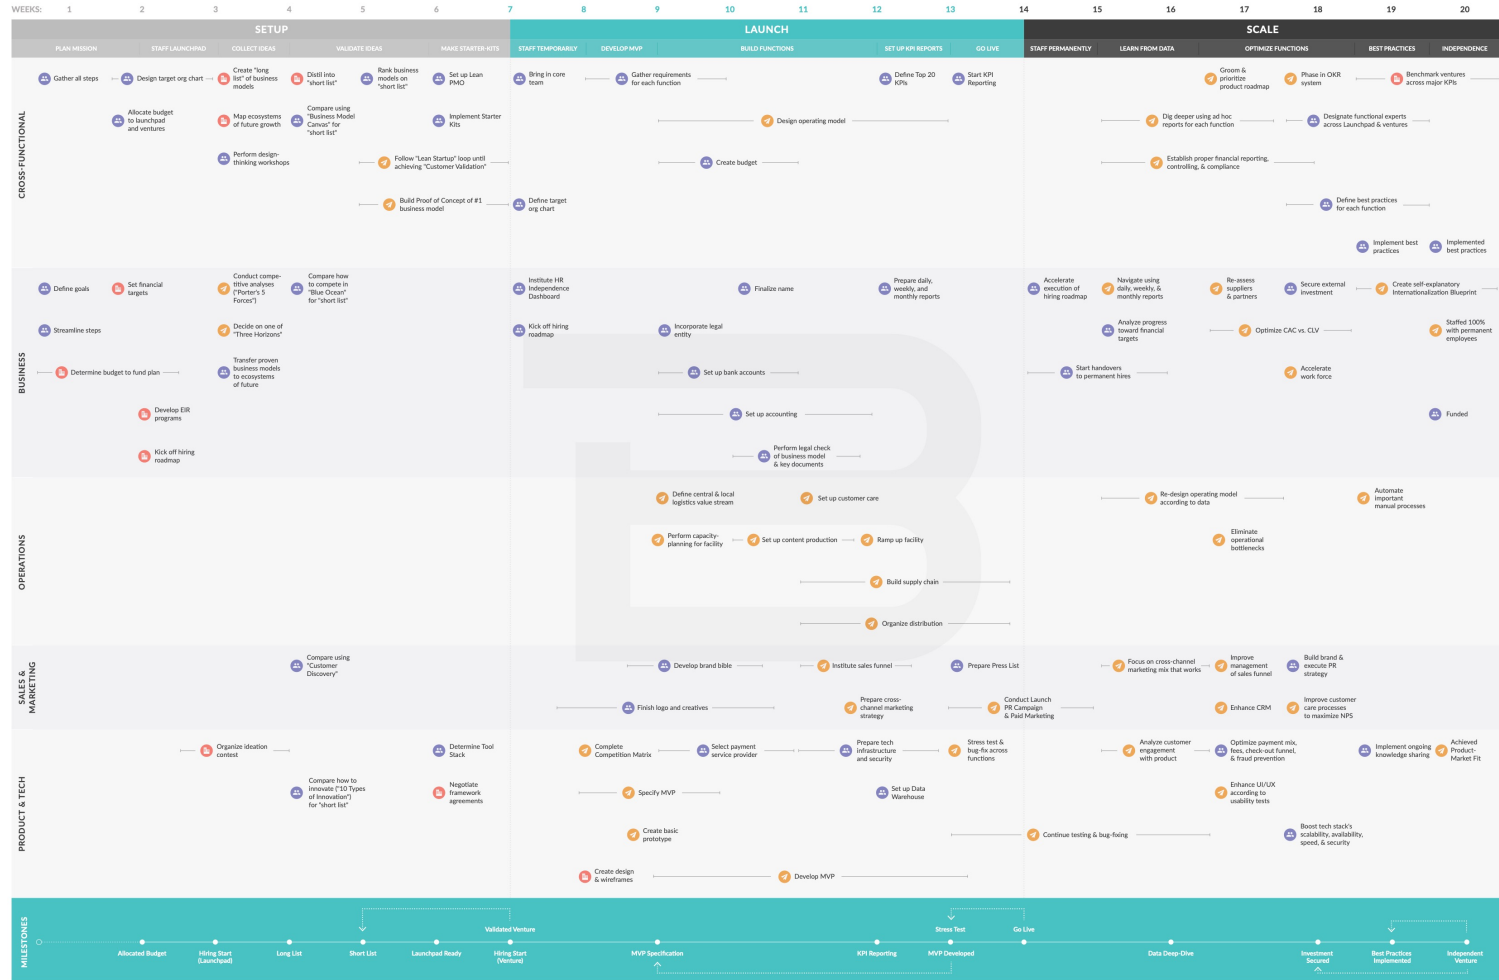 WEEKS: 1 2 3 4 5 6 7 8 9 10 11 12 13 14 15 16 17 18 19 20
SETUP LAUNCH SCALE
PLAN MISSION STAFF LAUNCHPAD COLLECT IDEAS VALIDATE IDEAS MAKE STARTER-KITS STAFF TEMPORARILY DEVELOP MVP BUILD FUNCTIONS SET UP KPI REPORTS GO LIVE STAFF PERMANENTLY LEARN FROM DATA OPTIMIZE FUNCTIONS BEST PRACTICES INDEPENDENCE
CROSS-FUNCTIONAL
Gather all steps
Design target org chart
Create "long
list" of business
models
Distil into
"short list"
Rank business
models on
"short list"
Set up Lean
PMO
Bring in core
team
Gather requirements
for each function
Define Top 20
KPIs
Start KPI
Reporting
Groom &
prioritize
product roadmap
Phase in OKR
system
Benchmark ventures
across major KPIs
Allocate budget
to launchpad
and ventures
Map ecosystems
of future growth
Compare using
"Business Model
Canvas" for
"short list"
Implement Starter
Kits
Design operating model
Dig deeper using ad hoc
reports for each function
Designate functional experts
across Launchpad & ventures
Perform design-
thinking workshops
Follow "Lean Startup" loop until
achieving "Customer Validation"
Create budget
Establish proper financial reporting,
controlling, & compliance
Build Proof of Concept of #1
business model
Define target
org chart
Define best practices
for each function
Implement best
practices
Implemented
best practices
BUSINESS
Define goals
Set financial
targets
Conduct compe-
titive analyses
("Porter's 5
Forces")
Compare how
to compete in
"Blue Ocean"
for "short list"
Institute HR
Independence
Dashboard
Finalize name
Prepare daily,
weekly, and
monthly reports
Accelerate
execution of
hiring roadmap
Navigate using
daily, weekly, &
monthly reports
Re-assess
suppliers
& partners
Secure external
investment
Create self-explanatory
Internationalization Blueprint
Streamline steps
Decide on one of
"Three Horizons"
Kick off hiring
roadmap
Incorporate legal
entity
Analyze progress
toward financial
targets
Optimize CAC vs. CLV
Staffed 100%
with permanent
employees
Determine budget to fund plan
Transfer proven
business models
to ecosystems
of future
Set up bank accounts
Start handovers
to permanent hires
Accelerate
work force
Develop EIR
programs
Set up accounting
Funded
Kick off hiring
roadmap
Perform legal check
of business model
& key documents
OPERATIONS
Define central & local
logistics value stream
Set up customer care
Re-design operating model
according to data
Automate
important
manual processes
Perform capacity-
planning for facility
Set up content production
Ramp up facility
Eliminate
operational
bottlenecks
Build supply chain
Organize distribution
SALES &
MARKETING
Compare using
"Customer
Discovery"
Develop brand bible
Institute sales funnel
Prepare Press List
Focus on cross-channel
marketing mix that works
Improve
management
of sales funnel
Build brand &
execute PR
strategy
Finish logo and creatives
Prepare cross-
channel marketing
strategy
Conduct Launch
PR Campaign
& Paid Marketing
Enhance CRM
Improve customer
care processes
to maximize NPS
PRODUCT & TECH
Organize ideation
contest
Determine Tool
Stack
Complete
Competition Matrix
Select payment
service provider
Prepare tech
infrastructure
and security
Stress test &
bug-fix across
functions
Analyze customer
engagement
with product
Optimize payment mix,
fees, check-out funnel,
& fraud prevention
Implement ongoing
knowledge sharing
Achieved
Product-
Market Fit
Compare how to
innovate ("10 Types
of Innovation")
for "short list"
Negotiate
framework
agreements
Specify MVP
Set up Data
Warehouse
Enhance UI/UX
according to
usability tests
Create basic
prototype
Continue testing & bug-fixing
Boost tech stack's
scalability, availability,
speed, & security
Create design
& wireframes
Develop MVP
MILESTONES
Validated Venture
Stress Test
Go Live
Allocated Budget
Hiring Start
(Launchpad)
Long List
Short List
Launchpad Ready
Hiring Start
(Venture)
MVP Specification
KPI Reporting
MVP Developed
Data Deep-Dive
Investment
Secured
Best Practices
Implemented
Independent
Venture